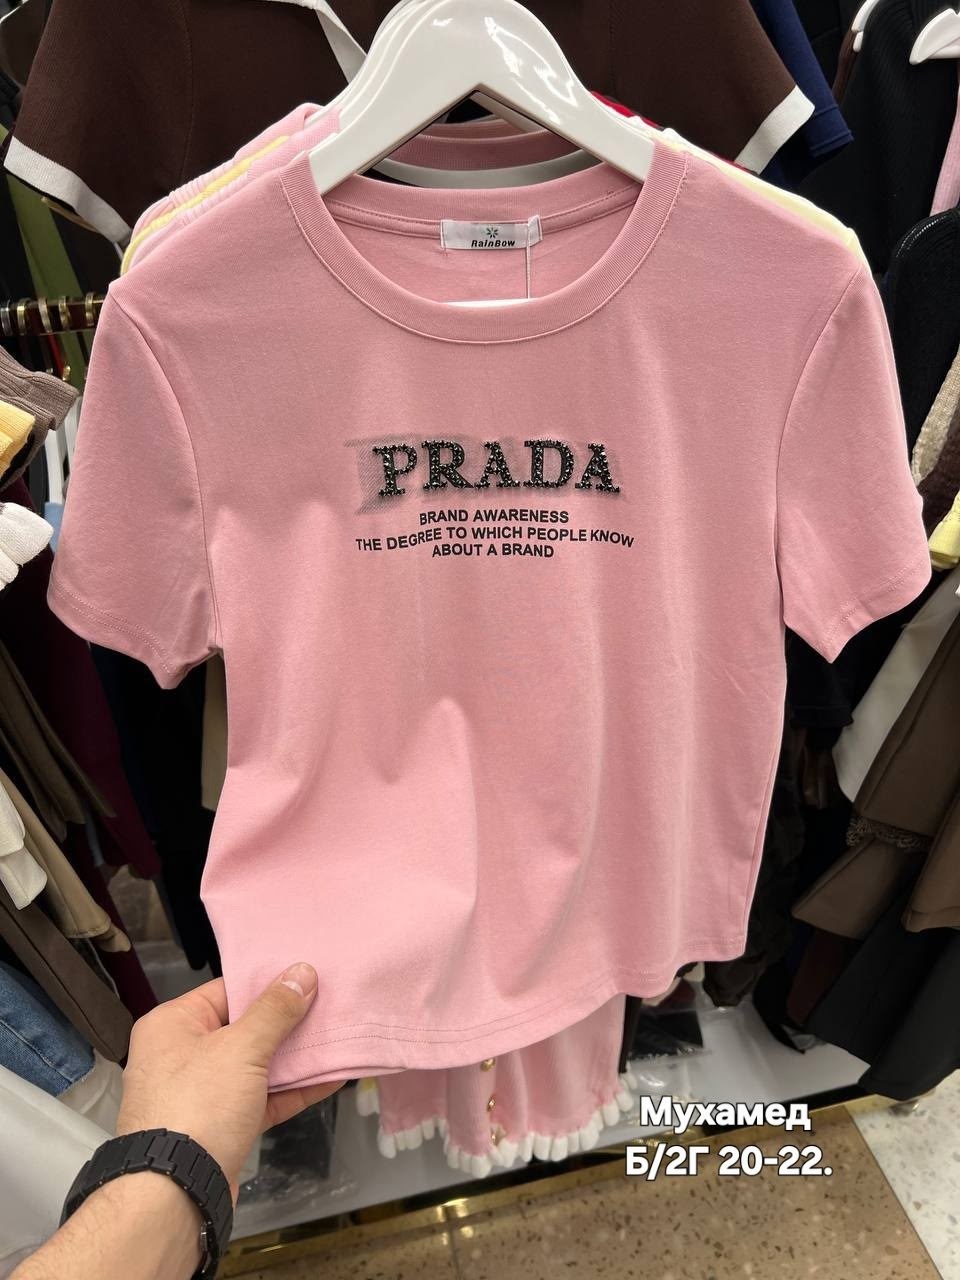 RainBow
PRADA
BRAND AWARENESS
THE DEGREE TO WHICH PEOPLE KNOW
ABOUT A BRAND
Мухамед
Б/2Г 20-22.